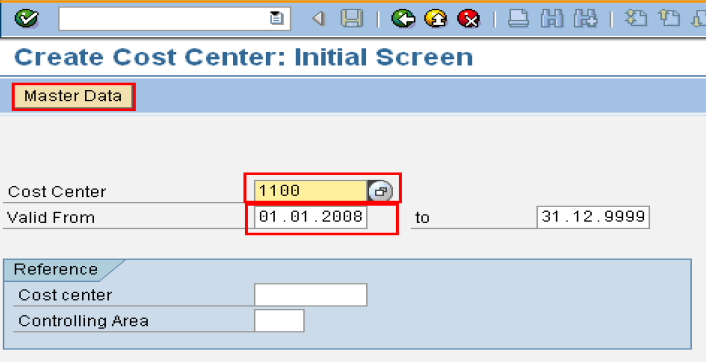 Create Cost Center: Initial Screen
Master Data
Cost Center 1100
Valid From 01.01.2008 to 31.12.9999
Reference
Cost center
Controlling Area